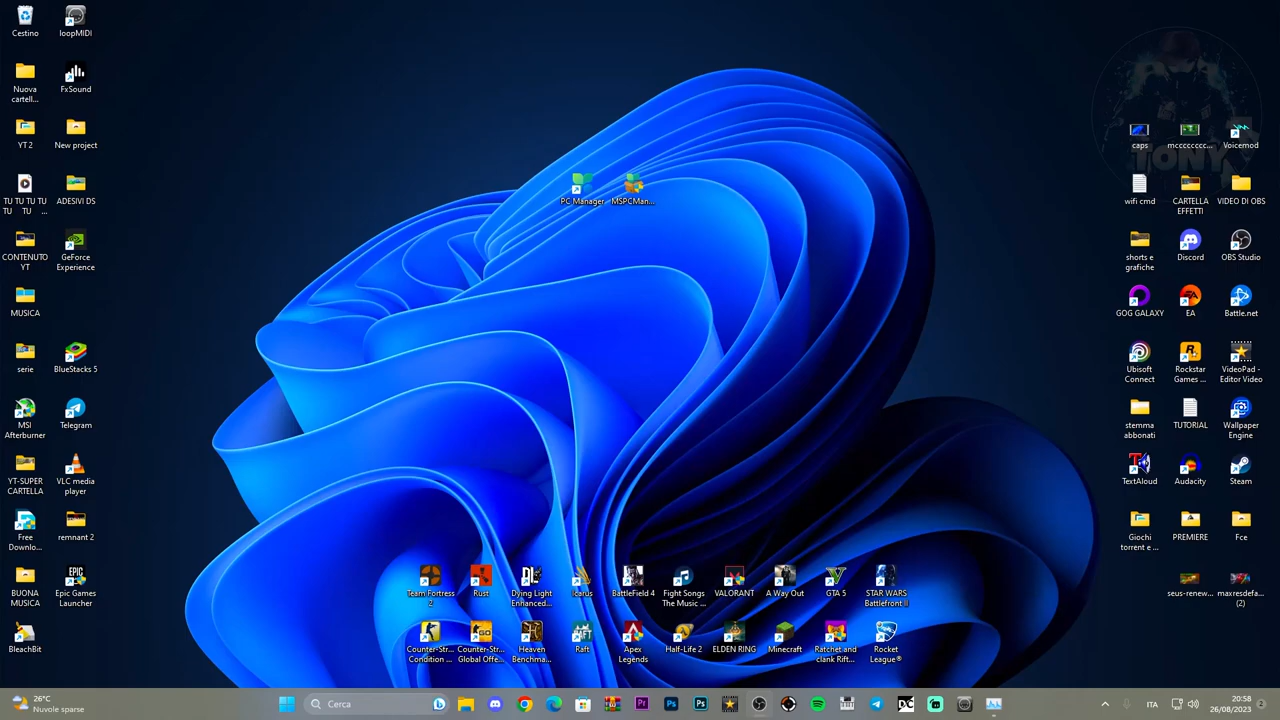 Cestino
loopMIDI
Nuova
cartell...
FxSound
YT 2
New project
TU TU TU TU
TU TU ...
ADESIVI DS
CONTENUTO
YT
GeForce
Experience
MUSICA
serie
BlueStacks 5
MSI
Afterburner
Telegram
YT-SUPER
CARTELLA
VLC media
player
Free
Downlo...
remnant 2
BUONA
MUSICA
Epic Games
Launcher
BleachBit
PC Manager
MSPCMan...
TONY
caps
mcccccccc...
Voicemod
wifi cmd
CARTELLA
EFFETTI
VIDEO DI OBS
shorts e
grafiche
Discord
OBS Studio
GOG GALAXY
EA
Battle.net
Ubisoft
Connect
Rockstar
Games ...
VideoPad -
Editor Video
stemma
abbonati
TUTORIAL
Wallpaper
Engine
TextAloud
Audacity
Steam
Giochi
torrent e ...
PREMIERE
Fce
seus-renew...
maxresdefa...
(2)
Team Fortress
2
Rust
Dying Light
Enhanced...
Icarus
BattleField 4
Fight Songs
The Music ...
VALORANT
A Way Out
GTA 5
STAR WARS
Battlefront II
Counter-Str...
Condition ...
Counter-Str...
Global Offe...
Heaven
Benchma...
Raft
Apex
Legends
Half-Life 2
ELDEN RING
Minecraft
Ratchet and
clank Rift...
Rocket
League®
26°C
Nuvole sparse
Cerca
ITA
20:58
26/08/2023